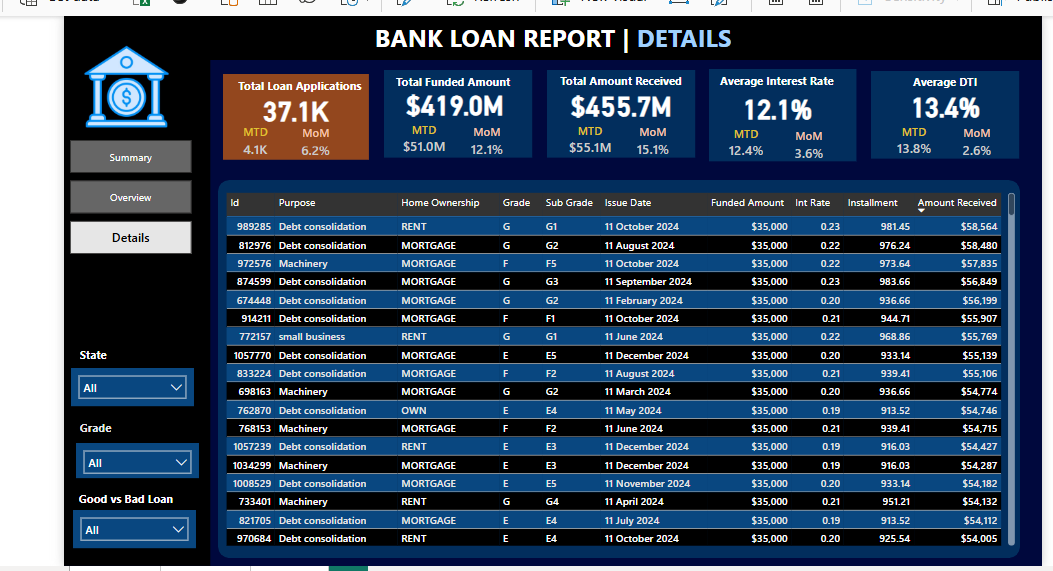 BANK LOAN REPORT | DETAILS
Total Loan Applications
37.1K
MTD MoM
4.1K 6.2%
Total Funded Amount
$419.0M
MTD MoM
$51.0M 12.1%
Total Amount Received
$455.7M
MTD MoM
$55.1M 15.1%
Average Interest Rate
12.1%
MTD MoM
12.4% 3.6%
Average DTI
13.4%
MTD MoM
13.8% 2.6%
Summary
Overview
Details
State
All
Grade
All
Good vs Bad Loan
All
Id Purpose Home Ownership Grade Sub Grade Issue Date Funded Amount Int Rate Installment Amount Received
989285 Debt consolidation RENT G G1 11 October 2024 $35,000 0.23 981.45 $58,564
812976 Debt consolidation MORTGAGE G G2 11 August 2024 $35,000 0.22 976.24 $58,480
972576 Machinery MORTGAGE F F5 11 October 2024 $35,000 0.22 973.64 $57,835
874599 Debt consolidation MORTGAGE G G3 11 September 2024 $35,000 0.23 983.66 $56,849
674448 Debt consolidation MORTGAGE G G2 11 February 2024 $35,000 0.20 936.66 $56,199
914211 Debt consolidation MORTGAGE F F1 11 October 2024 $35,000 0.21 944.71 $55,907
772157 small business RENT G G1 11 June 2024 $35,000 0.22 968.86 $55,769
1057770 Debt consolidation MORTGAGE E E5 11 December 2024 $35,000 0.20 933.14 $55,139
833224 Debt consolidation MORTGAGE F F2 11 August 2024 $35,000 0.21 939.41 $55,106
698163 Machinery MORTGAGE G G2 11 March 2024 $35,000 0.20 936.66 $54,774
762870 Debt consolidation OWN E E4 11 May 2024 $35,000 0.19 913.52 $54,746
768153 Machinery MORTGAGE F F2 11 June 2024 $35,000 0.21 939.41 $54,715
1057239 Debt consolidation RENT E E3 11 December 2024 $35,000 0.19 916.03 $54,427
1034299 Machinery MORTGAGE E E3 11 December 2024 $35,000 0.19 916.03 $54,287
1008529 Debt consolidation MORTGAGE E E5 11 November 2024 $35,000 0.20 933.14 $54,182
733401 Machinery RENT G G4 11 April 2024 $35,000 0.21 951.21 $54,132
821705 Debt consolidation MORTGAGE E E4 11 July 2024 $35,000 0.19 913.52 $54,112
970684 Debt consolidation RENT E E4 11 October 2024 $35,000 0.20 925.54 $54,005